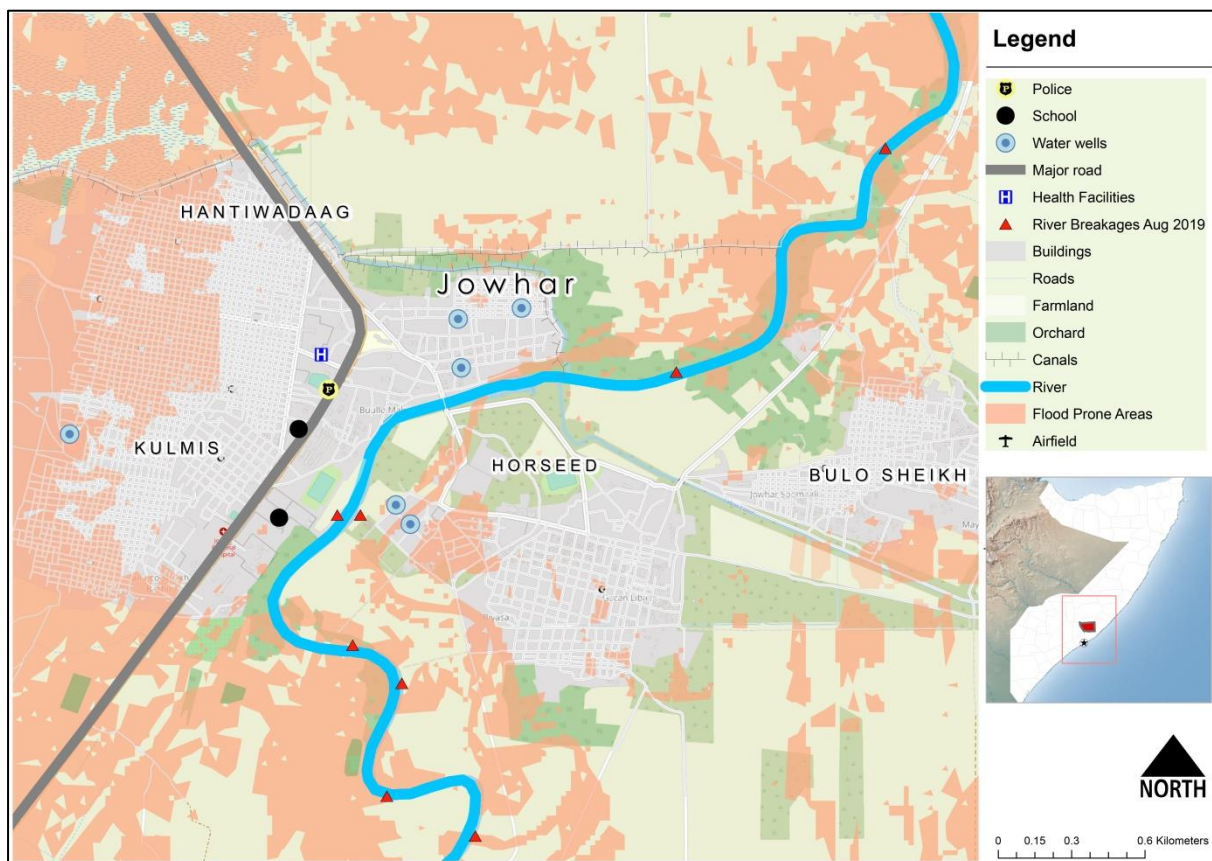 HANTIWADAAG
Jowhar
KULMIS
HORSEED
BULO SHEIKH
Jowhar
Legend
P Police
School
Water wells
Major road
H Health Facilities
River Breakages Aug 2019
Buildings
Roads
Farmland
Orchard
Canals
River
Flood Prone Areas
Airfield
H
P
NORTH
0 0.15 0.3 0.6 Kilometers